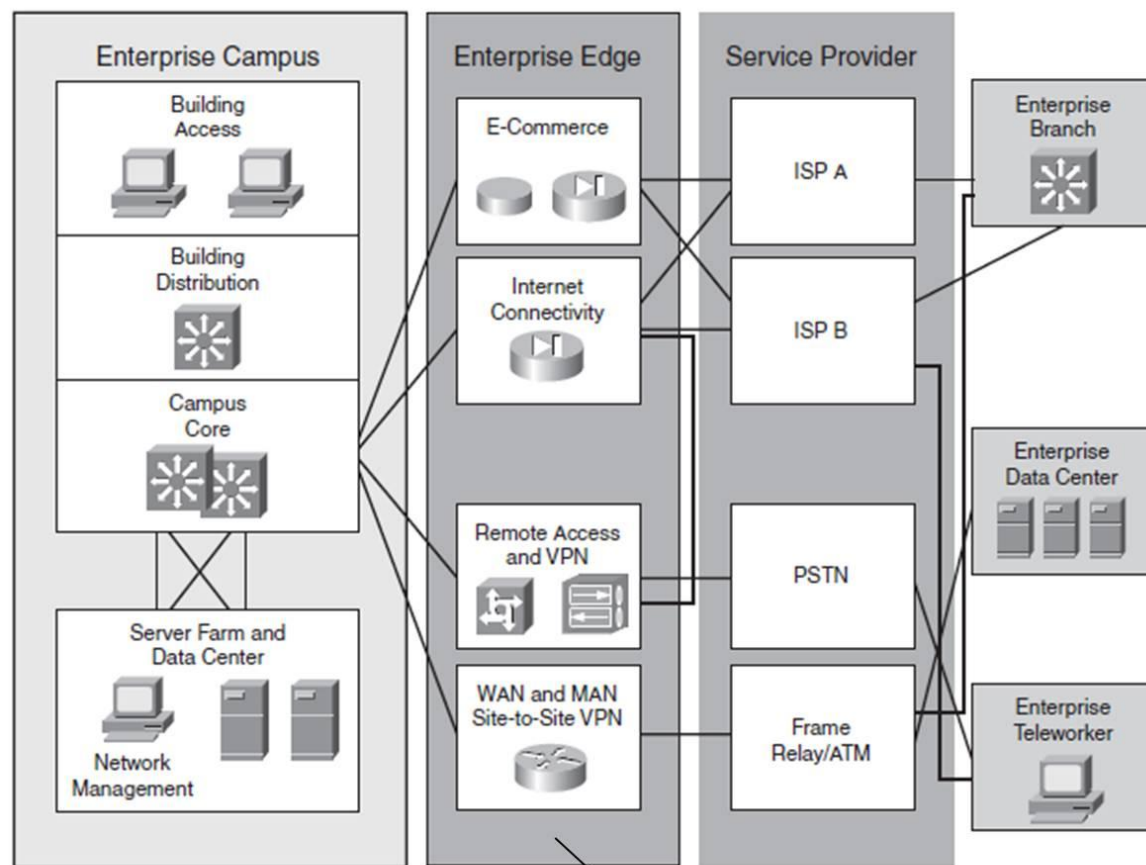 Enterprise Campus
Building
Access
Building
Distribution
Campus
Core
Server Farm and
Data Center
Network
Management
Enterprise Edge
E-Commerce
Internet
Connectivity
Remote Access
and VPN
WAN and MAN
Site-to-Site VPN
Service Provider
ISP A
ISP B
PSTN
Frame
Relay/ATM
Enterprise
Branch
Enterprise
Data Center
Enterprise
Teleworker